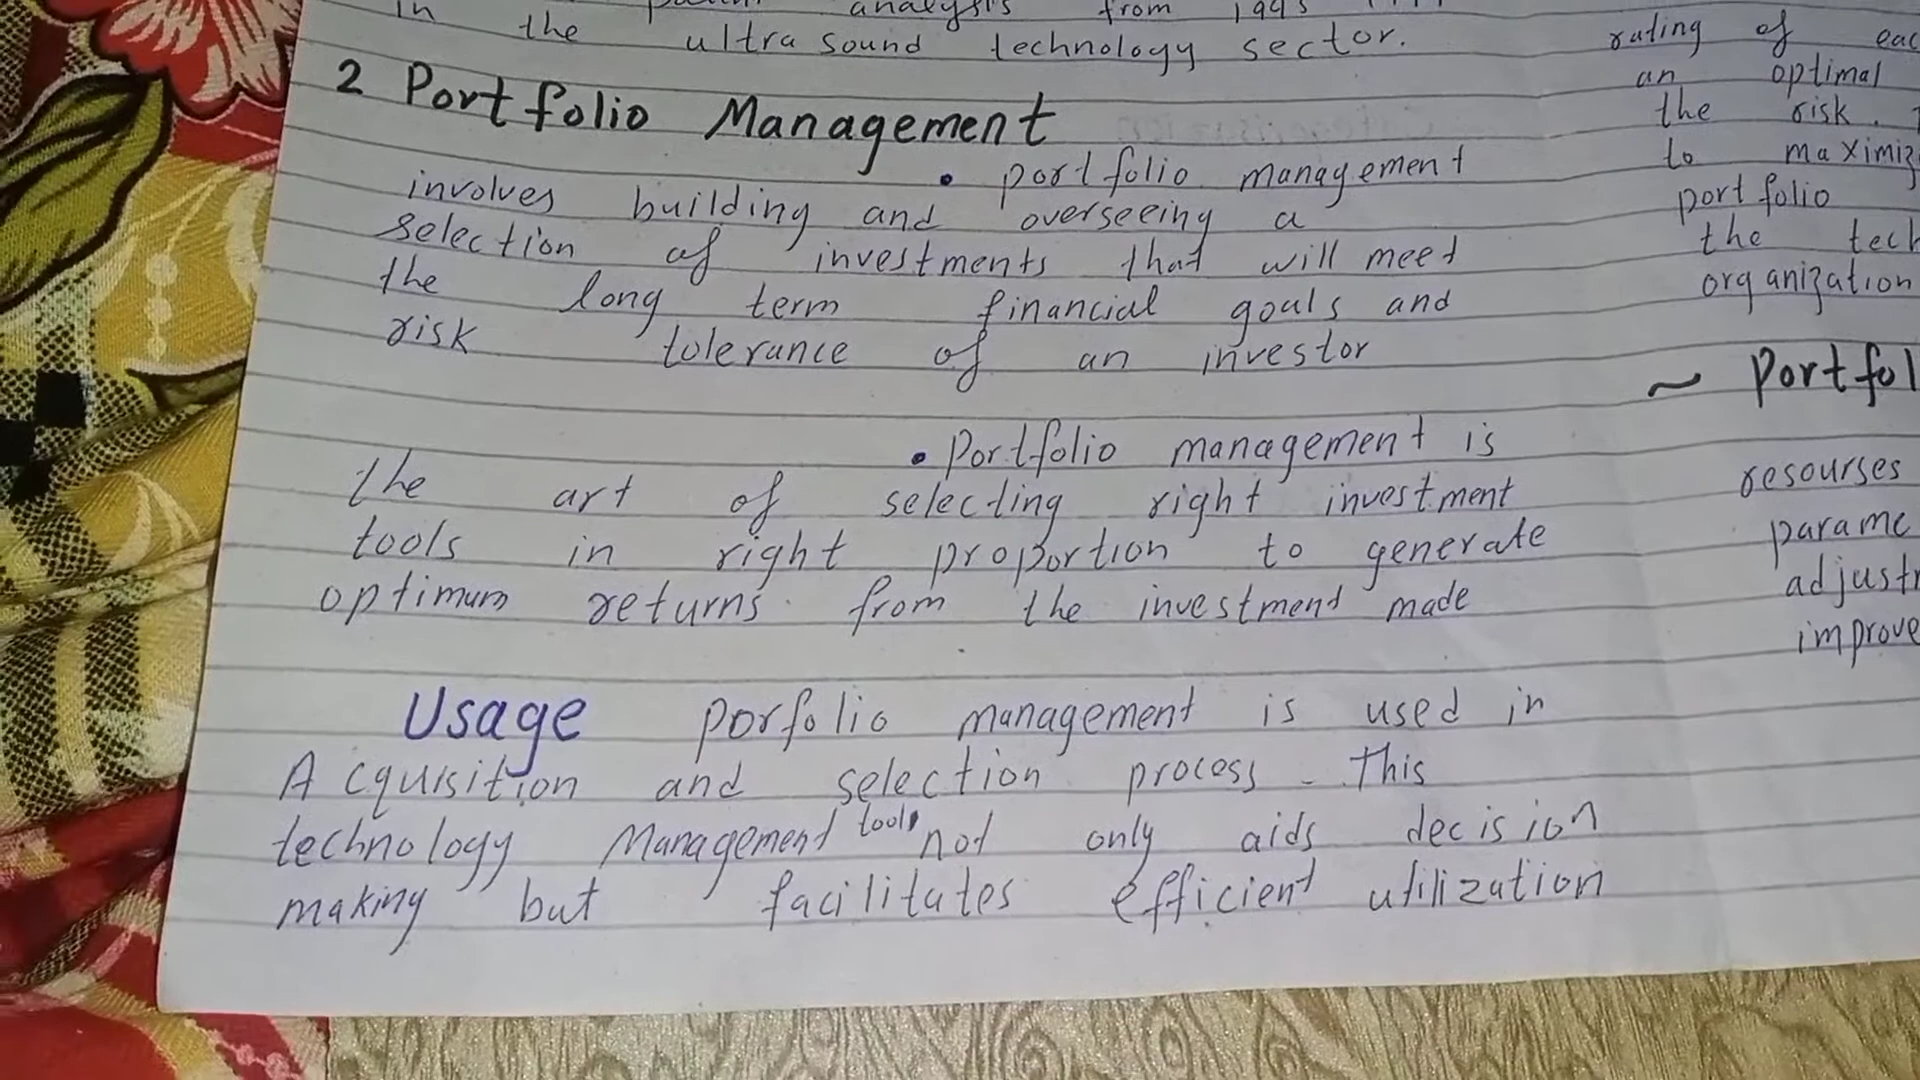 in analysis from
the ultra sound technology sector.
2 Portfolio Management
• portfolio management
involves building and overseeing a
selection of investments that will meet
the long term financial goals and
risk tolerance of an investor
• Portfolio management is
the art of selecting right investment
tools in right proportion to generate
optimum returns from the investment made
Usage porfolio management is used in
Acquisition and selection process - This
technology Management tools not only aids decision
making but facilitates efficient utilization
rating of eac
an optimal
the risk.
to maximiz
portfolio
the tech
organization
~ Portfol
resourses
parame
adjust
improve